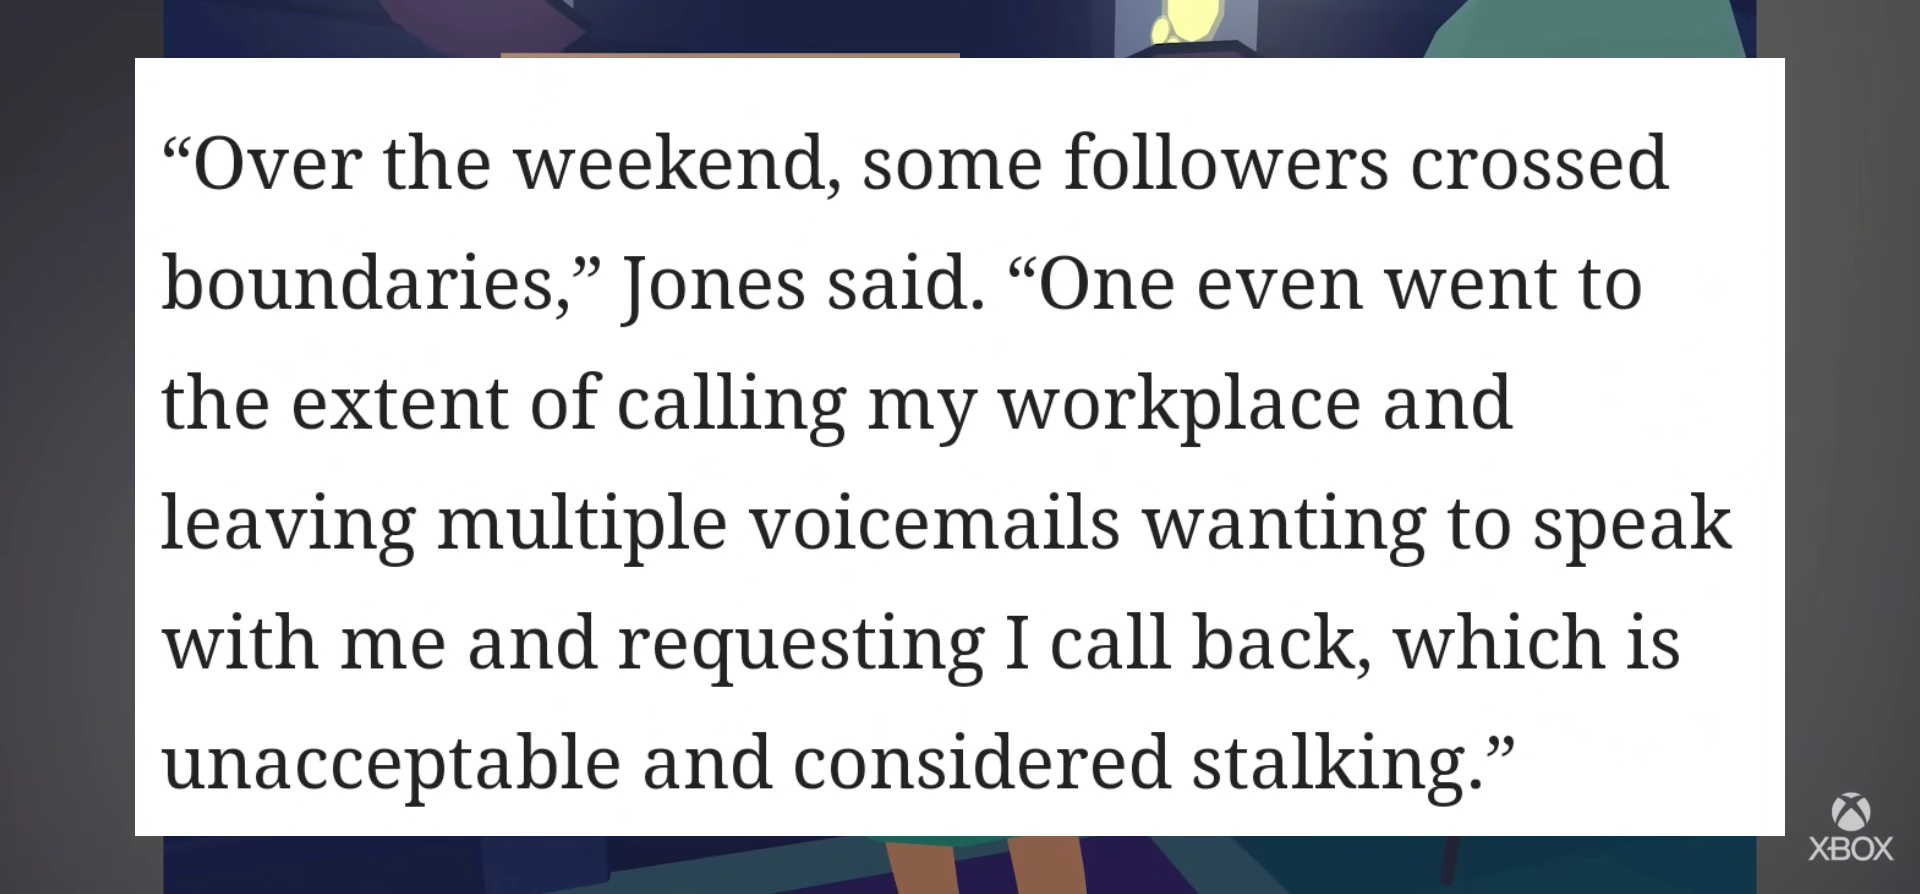 “Over the weekend, some followers crossed
boundaries,” Jones said. “One even went to
the extent of calling my workplace and
leaving multiple voicemails wanting to speak
with me and requesting I call back, which is
unacceptable and considered stalking.”
XBOX